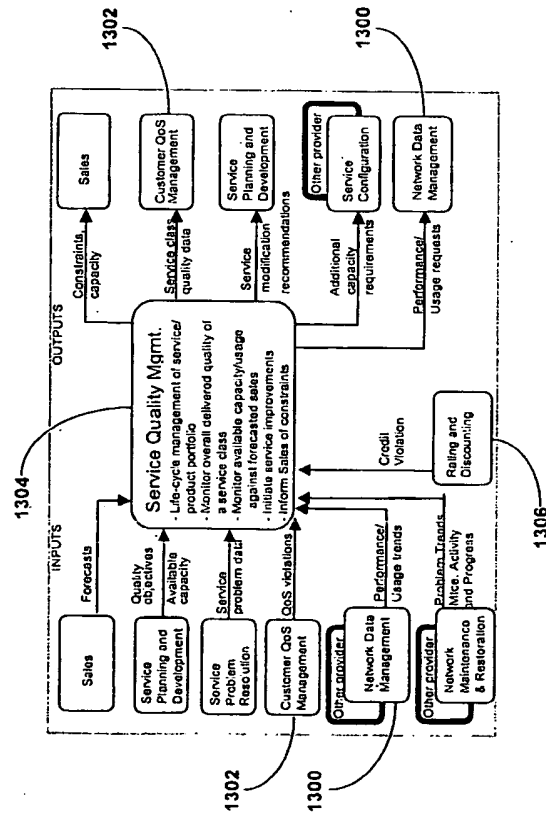 INPUTS
OUTPUTS
1304
Sales
Forecasts
Service
Planning and
Development
Quality
objectives
Available
capacity
Service
Problem
Resolution
Service
problem data
Customer QoS
Management
QoS violations
1302
Other provider
Network Data
Management
Performance/
Usage trends
1300
Other provider
Network
Maintenance
& Restoration
Problem Trends
Mtce. Activity
and Progress
Rating and
Discounting
Credit
Violation
1306
Service Quality Mgmt.
- Life-cycle management of service/
product portfolio
- Monitor overall delivered quality of
a service class
- Monitor available capacity/usage
against forecasted sales
- Initiate service improvements
- Inform Sales of constraints
Constraints,
capacity
Sales
Service class
quality data
Customer QoS
Management
1302
Service
modification
recommendations
Service
Planning and
Development
Additional
capacity
requirements
Other provider
Service
Configuration
Performance/
Usage requests
Network Data
Management
1300